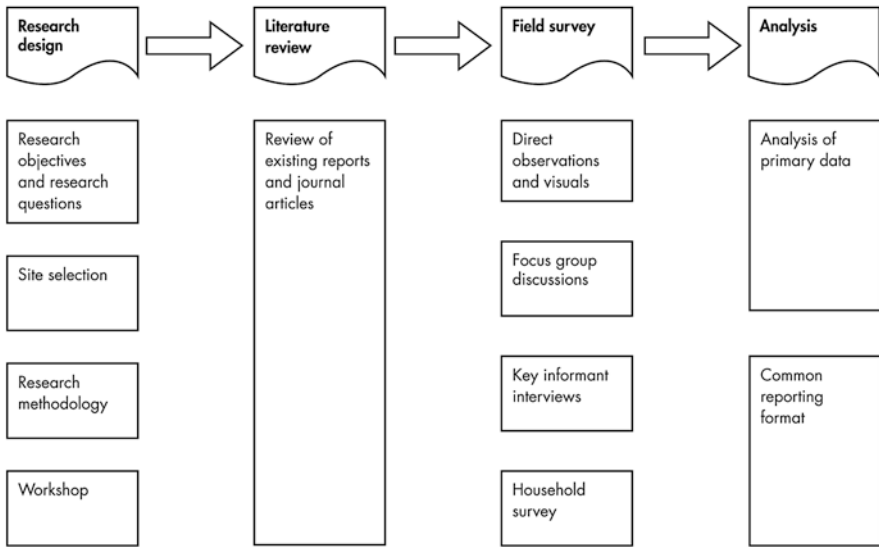 Research
design
Literature
review
Field survey
Analysis
Research
objectives
and research
questions
Site selection
Research
methodology
Workshop
Review of
existing reports
and journal
articles
Direct
observations
and visuals
Focus group
discussions
Key informant
interviews
Household
survey
Analysis of
primary data
Common
reporting
format